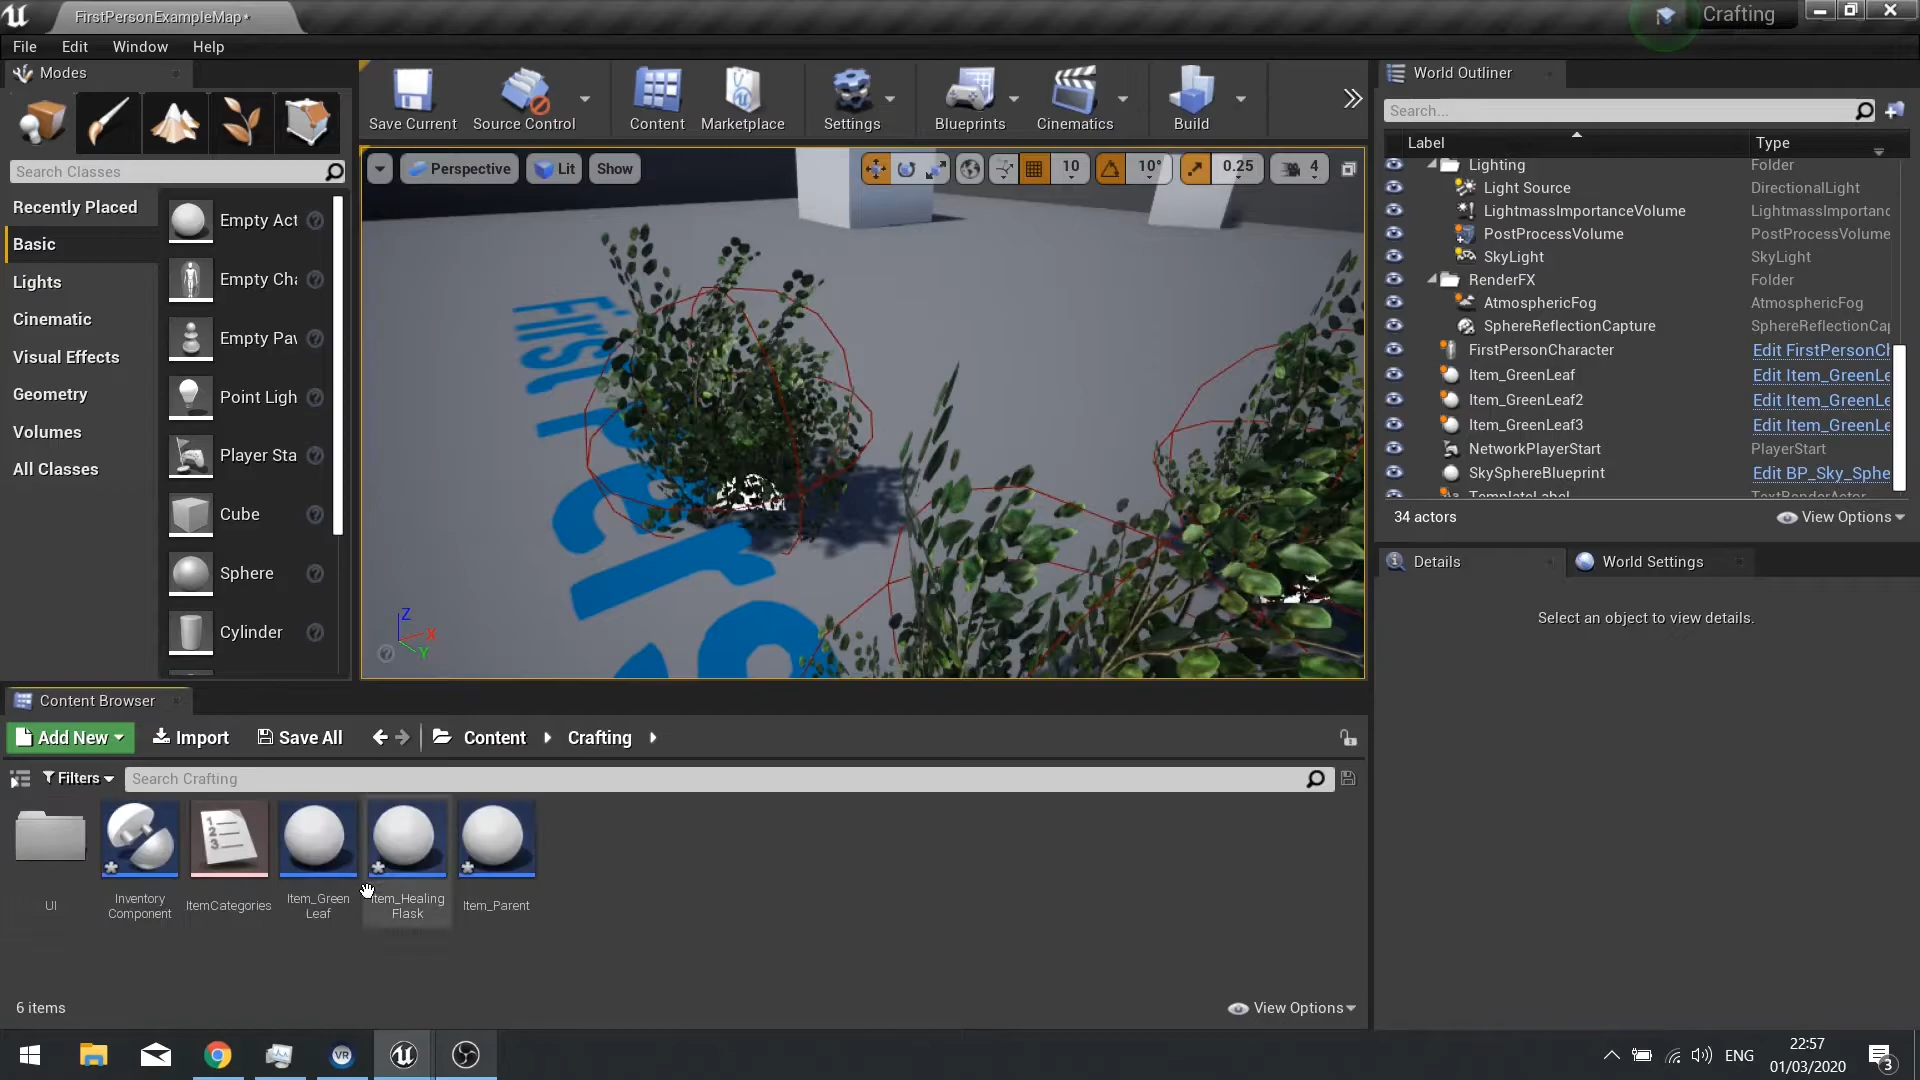 FirstPersonExampleMap*
Crafting
File
Edit
Window
Help
Modes
Search Classes
Recently Placed
Basic
Lights
Cinematic
Visual Effects
Geometry
Volumes
All Classes
Empty Act
Empty Cha
Empty Pav
Point Ligh
Player Sta
Cube
Sphere
Cylinder
Save Current
Source Control
Content
Marketplace
Settings
Blueprints
Cinematics
Build
Perspective
Lit
Show
10
10°
0.25
4
First
Z
X
Y
World Outliner
Search...
Label
Type
Lighting
Folder
Light Source
DirectionalLight
LightmassImportanceVolume
LightmassImportanc
PostProcessVolume
PostProcessVolume
SkyLight
SkyLight
RenderFX
Folder
AtmosphericFog
AtmosphericFog
SphereReflectionCapture
SphereReflectionCap
FirstPersonCharacter
Edit FirstPersonCl
Item_GreenLeaf
Edit Item_GreenLe
Item_GreenLeaf2
Edit Item_GreenLe
Item_GreenLeaf3
Edit Item_GreenLe
NetworkPlayerStart
PlayerStart
SkySphereBlueprint
Edit BP_Sky_Sphe
TemplateLabel
TextRenderActor
34 actors
View Options
Details
World Settings
Select an object to view details.
Content Browser
Add New
Import
Save All
Content
Crafting
Filters
Search Crafting
UI
Inventory
Component
ItemCategories
Item_Green
Leaf
Item_Healing
Flask
Item_Parent
6 items
View Options
VR
ENG
22:57
01/03/2020
3